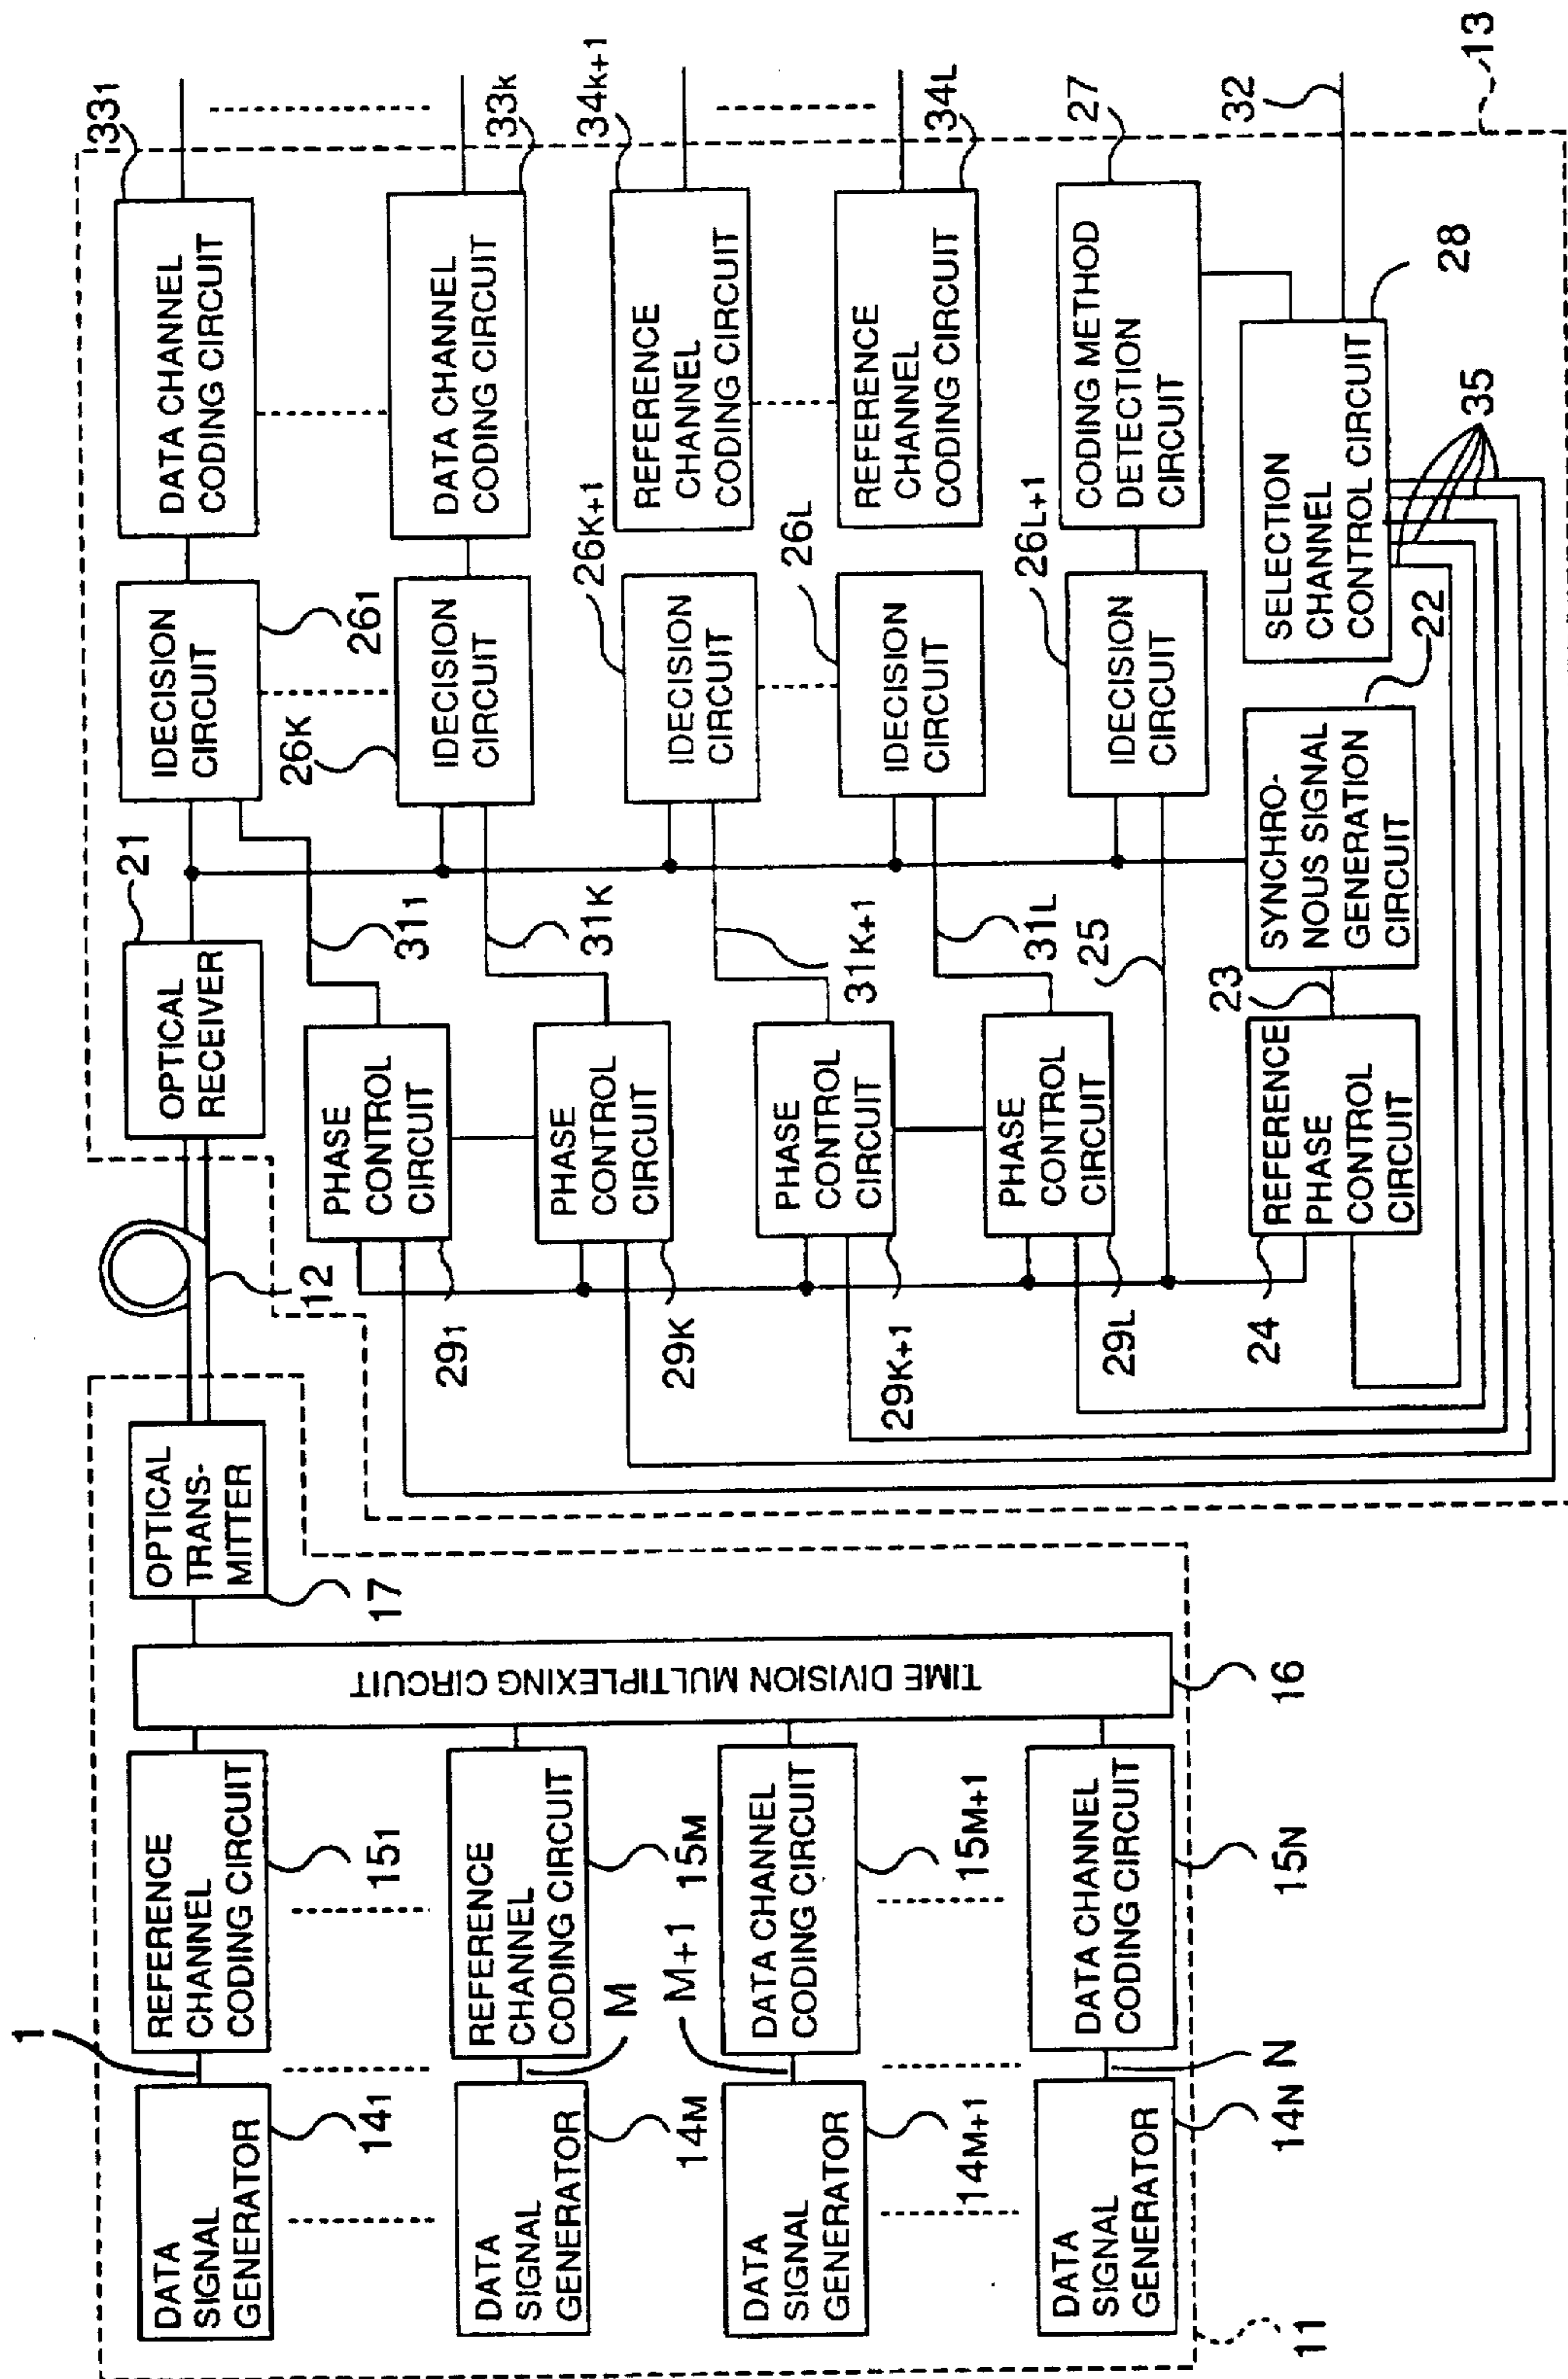 1
DATA
SIGNAL
GENERATOR
14₁
REFERENCE
CHANNEL
CODING CIRCUIT
15₁
DATA
SIGNAL
GENERATOR
14M
M
REFERENCE
CHANNEL
CODING CIRCUIT
15M
DATA
SIGNAL
GENERATOR
14M+1
M+1
DATA CHANNEL
CODING CIRCUIT
15M+1
DATA
SIGNAL
GENERATOR
14N
N
DATA CHANNEL
CODING CIRCUIT
15N
11
TIME DIVISION MULTIPLEXING CIRCUIT
16
OPTICAL
TRANS-
MITTER
17
12
OPTICAL
RECEIVER
21
PHASE
CONTROL
CIRCUIT
29₁
31₁
IDECISION
CIRCUIT
26₁
DATA CHANNEL
CODING CIRCUIT
33₁
PHASE
CONTROL
CIRCUIT
29K
31K
IDECISION
CIRCUIT
26K
DATA CHANNEL
CODING CIRCUIT
33K
PHASE
CONTROL
CIRCUIT
29K+1
31K+1
IDECISION
CIRCUIT
26K+1
REFERENCE
CHANNEL
CODING CIRCUIT
34K+1
PHASE
CONTROL
CIRCUIT
29L
31L
IDECISION
CIRCUIT
26L
REFERENCE
CHANNEL
CODING CIRCUIT
34L
25
IDECISION
CIRCUIT
26L+1
CODING METHOD
DETECTION
CIRCUIT
27
REFERENCE
PHASE
CONTROL
CIRCUIT
24
23
SYNCHRO-
NOUS SIGNAL
GENERATION
CIRCUIT
22
SELECTION
CHANNEL
CONTROL CIRCUIT
28
32
35
13